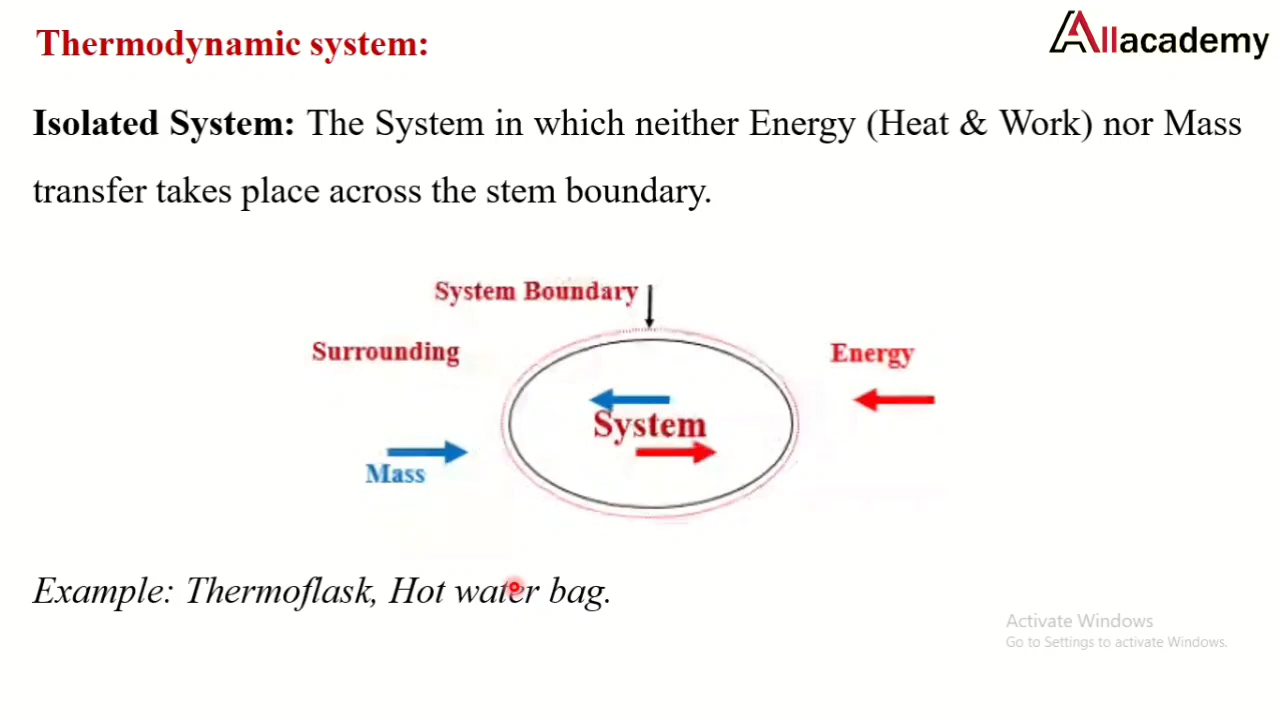 Thermodynamic system:
Allacademy
Isolated System: The System in which neither Energy (Heat & Work) nor Mass
transfer takes place across the stem boundary.
System Boundary
Surrounding
Energy
System
Mass
Example: Thermoflask, Hot water bag.
Activate Windows
Go to Settings to activate Windows.